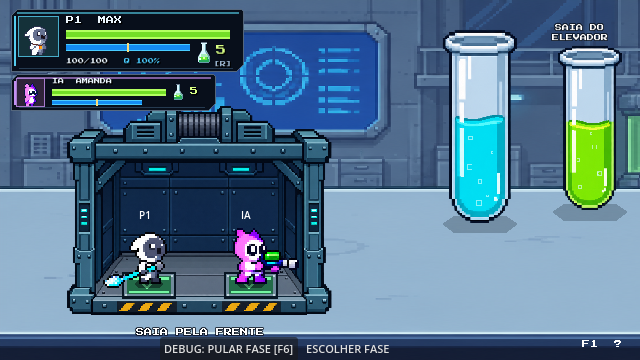 P1 MAX
100/100 Q 100%
5
[R]
IA AMANDA
5
SAIA DO
ELEVADOR
P1
IA
SAIA PELA FRENTE
DEBUG: PULAR FASE [F6] ESCOLHER FASE
F1 ?